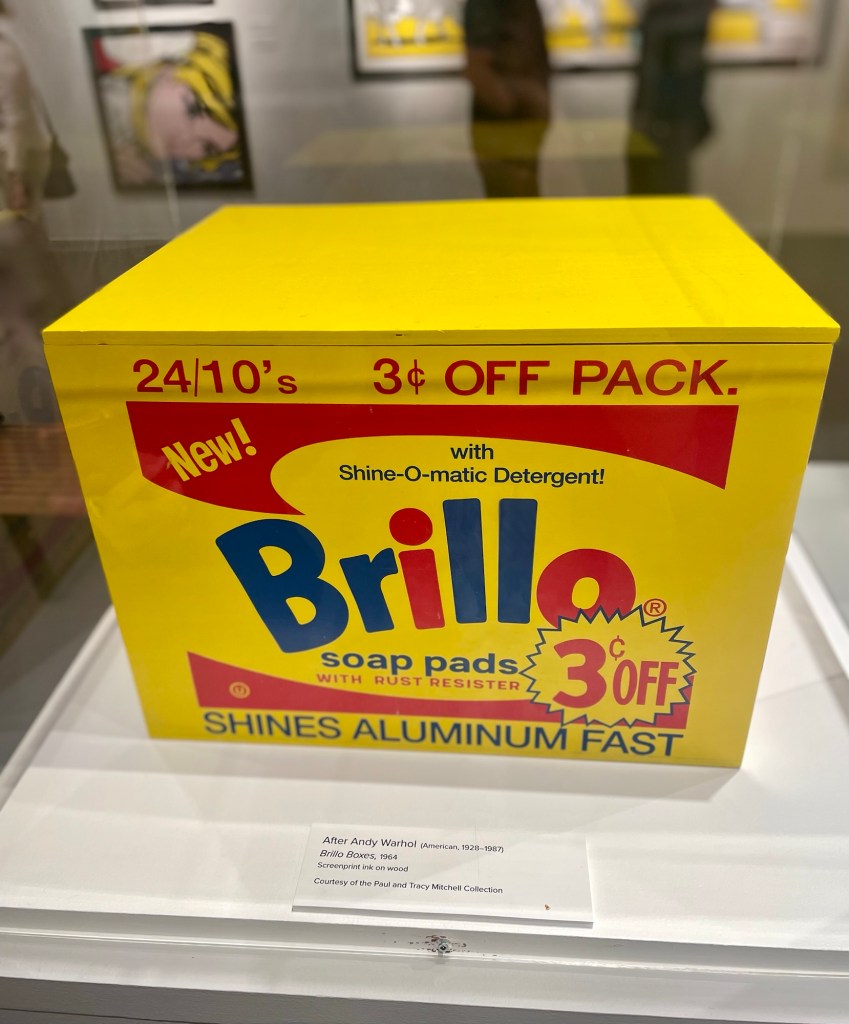 24/10's 3¢ OFF PACK.
New!
with
Shine-O-matic Detergent!
Brillo®
soap pads
WITH RUST RESISTER
3¢ OFF
U
SHINES ALUMINUM FAST
After Andy Warhol (American, 1928–1987)
Brillo Boxes, 1964
Screenprint ink on wood
Courtesy of the Paul and Tracy Mitchell Collection